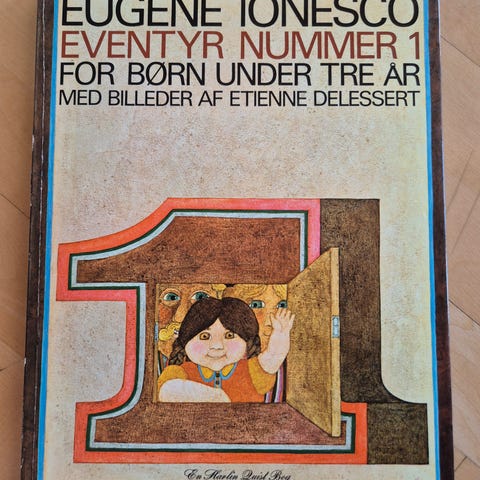 EUGENE IONESCO
EVENTYR NUMMER 1
FOR BØRN UNDER TRE ÅR
MED BILLEDER AF ETIENNE DELESSERT
1
En Harlin Quist Bog